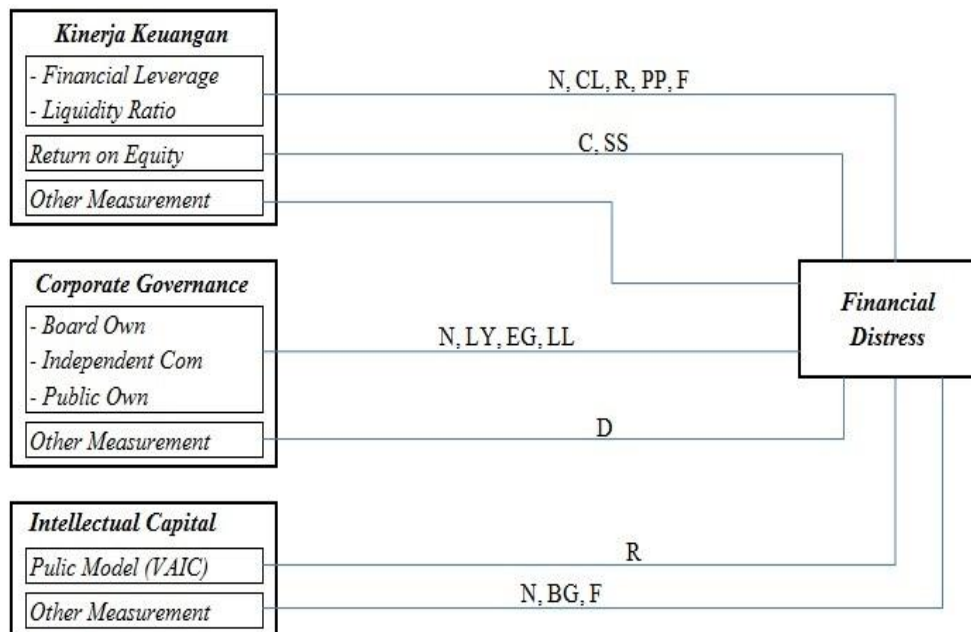 Kinerja Keuangan
- Financial Leverage
- Liquidity Ratio
N, CL, R, PP, F
Return on Equity
C, SS
Other Measurement
Corporate Governance
- Board Own
- Independent Com
- Public Own
N, LY, EG, LL
Other Measurement
D
Financial
Distress
Intellectual Capital
Pulic Model (VAIC)
R
Other Measurement
N, BG, F